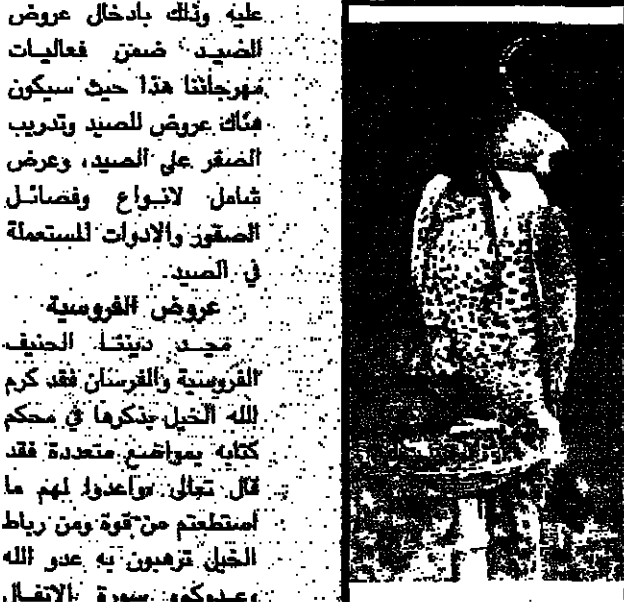 عليه وذلك بادخال عروض
الصيد ضمن فعاليات
مهرجاننا هذا حيث سيكون
هناك عروض للصيد وتدريب
الصقر على الصيد، وعرض
شامل لانواع وفصائل
الصقور والادوات المستعملة
في الصيد.
عروض الفروسية
مجد ديننا الحنيف
الفروسية والفرسان فقد كرم
الله الخيل بذكرها في محكم
كتابه بمواضع متعددة فقد
قال تعالى «واعدوا لهم ما
استطعتم من قوة ومن رباط
الخيل ترهبون به عدو الله
وعدوكم» سورة الانفال